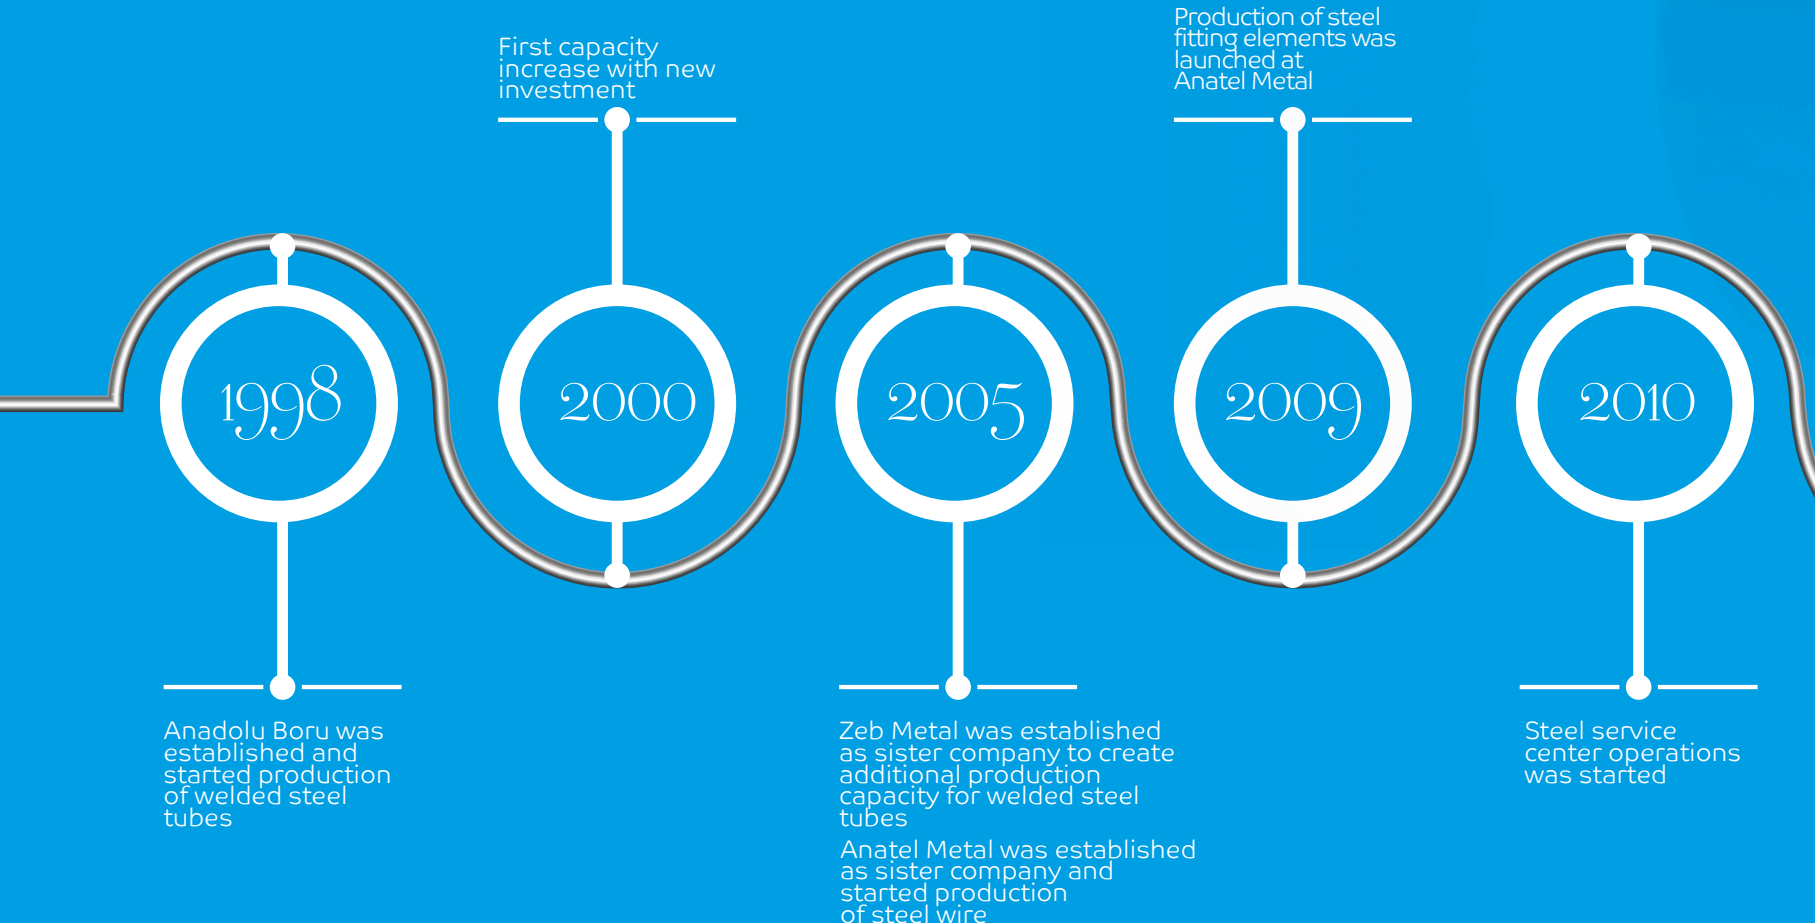 1998
Anadolu Boru was
established and
started production
of welded steel
tubes
First capacity
increase with new
investment
2000
2005
Zeb Metal was established
as sister company to create
additional production
capacity for welded steel
tubes
Anatel Metal was established
as sister company and
started production
of steel wire
Production of steel
fitting elements was
launched at
Anatel Metal
2009
2010
Steel service
center operations
was started